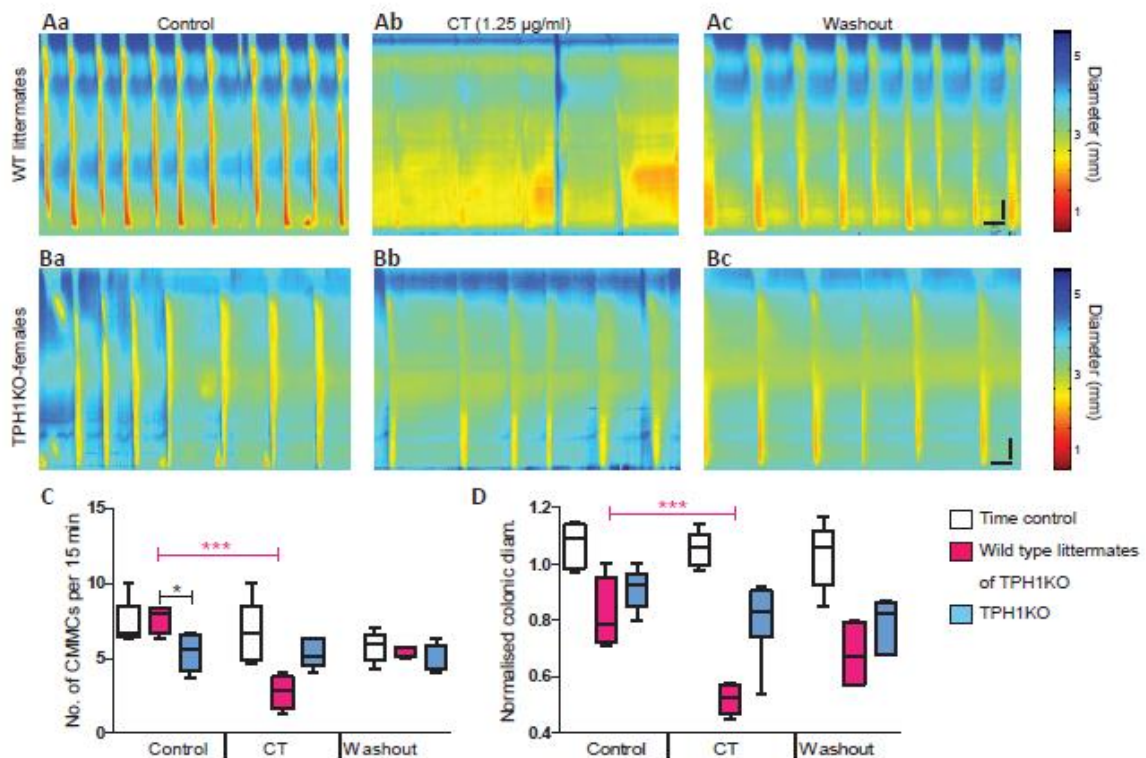 Aa Control Ab CT (1.25 µg/ml) Ac Washout
WT littermates
5
3
1
Diameter (mm)
Ba Bb Bc
TPH1KO-females
5
3
1
Diameter (mm)
C
No. of CMMCs per 15 min
15
10
5
0
***
*
Control CT Washout
D
Normalised colonic diam.
1.2
1.0
0.8
0.6
0.4
***
Control CT Washout
Time control
Wild type littermates
of TPH1KO
TPH1KO